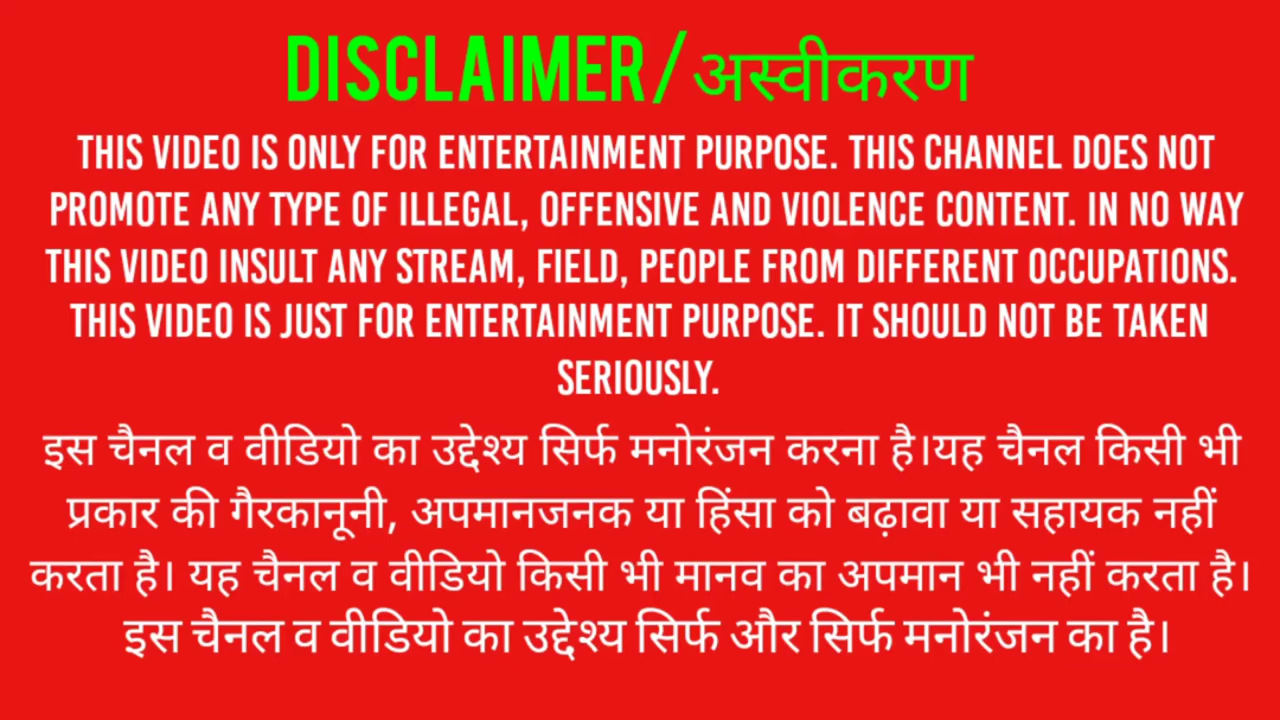 DISCLAIMER/अस्वीकरण
THIS VIDEO IS ONLY FOR ENTERTAINMENT PURPOSE. THIS CHANNEL DOES NOT
PROMOTE ANY TYPE OF ILLEGAL, OFFENSIVE AND VIOLENCE CONTENT. IN NO WAY
THIS VIDEO INSULT ANY STREAM, FIELD, PEOPLE FROM DIFFERENT OCCUPATIONS.
THIS VIDEO IS JUST FOR ENTERTAINMENT PURPOSE. IT SHOULD NOT BE TAKEN
SERIOUSLY.
इस चैनल व वीडियो का उद्देश्य सिर्फ मनोरंजन करना है।यह चैनल किसी भी
प्रकार की गैरकानूनी, अपमानजनक या हिंसा को बढ़ावा या सहायक नहीं
करता है। यह चैनल व वीडियो किसी भी मानव का अपमान भी नहीं करता है।
इस चैनल व वीडियो का उद्देश्य सिर्फ और सिर्फ मनोरंजन का है।